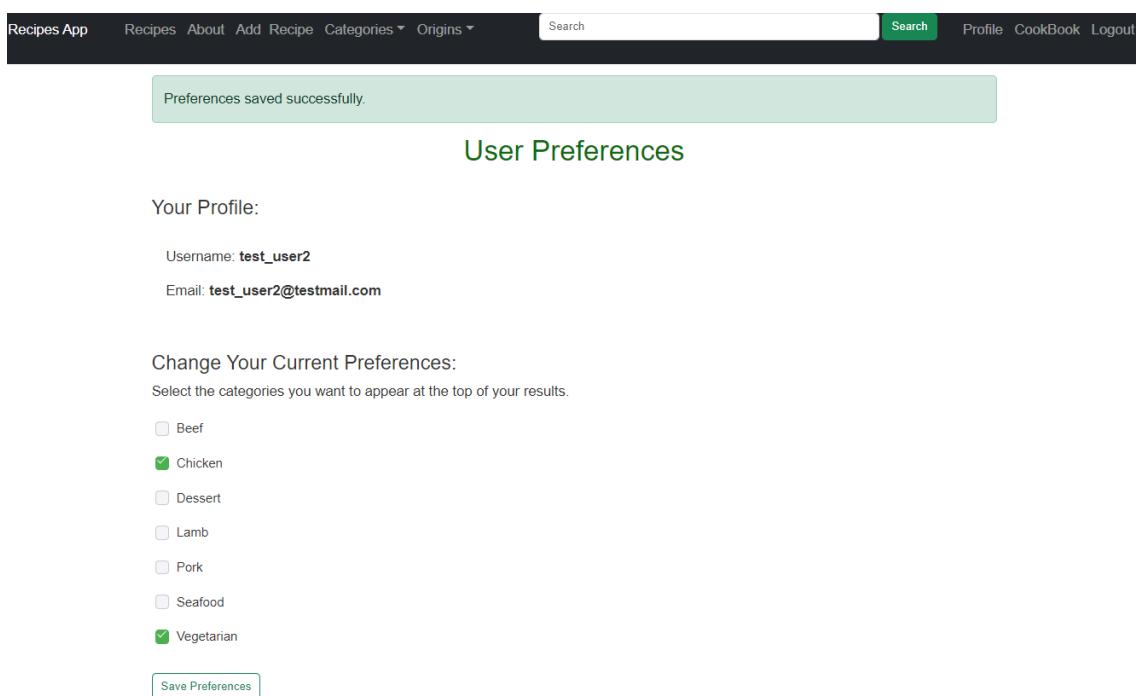 Recipes App Recipes About Add Recipe Categories Origins Search Search Profile CookBook Logout
Preferences saved successfully.
User Preferences
Your Profile:
Username: test_user2
Email: test_user2@testmail.com
Change Your Current Preferences:
Select the categories you want to appear at the top of your results.
Beef
Chicken
Dessert
Lamb
Pork
Seafood
Vegetarian
Save Preferences